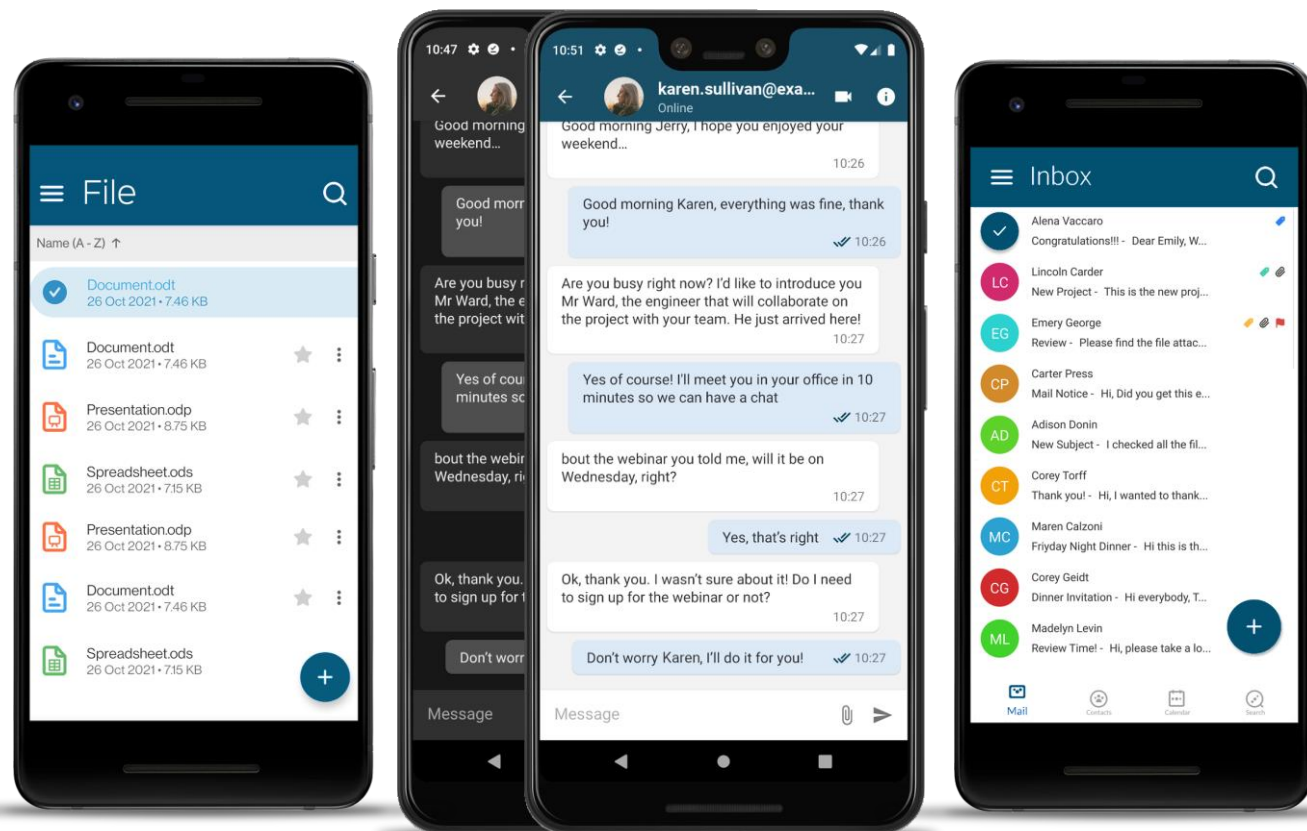 File
Name (A - Z) ↑
Document.odt
26 Oct 2021 • 7.46 KB
Document.odt
26 Oct 2021 • 7.46 KB
Presentation.odp
26 Oct 2021 • 8.75 KB
Spreadsheet.ods
26 Oct 2021 • 7.15 KB
Presentation.odp
26 Oct 2021 • 8.75 KB
Document.odt
26 Oct 2021 • 7.46 KB
Spreadsheet.ods
26 Oct 2021 • 7.15 KB
10:47
Good morning
weekend...
Good morr
you!
Are you busy r
Mr Ward, the e
the project wit
Yes of cou
minutes so
bout the webir
Wednesday, ri
Ok, thank you.
to sign up for t
Don't worr
Message
10:51
karen.sullivan@exa...
Online
Good morning Jerry, I hope you enjoyed your
weekend...
10:26
Good morning Karen, everything was fine, thank
you!
10:26
Are you busy right now? I'd like to introduce you
Mr Ward, the engineer that will collaborate on
the project with your team. He just arrived here!
10:27
Yes of course! I'll meet you in your office in 10
minutes so we can have a chat
10:27
bout the webinar you told me, will it be on
Wednesday, right?
10:27
Yes, that's right 10:27
Ok, thank you. I wasn't sure about it! Do I need
to sign up for the webinar or not?
10:27
Don't worry Karen, I'll do it for you! 10:27
Message
Inbox
Alena Vaccaro
Congratulations!!! - Dear Emily, W...
LC
Lincoln Carder
New Project - This is the new proj...
EG
Emery George
Review - Please find the file attac...
CP
Carter Press
Mail Notice - Hi, Did you get this e...
AD
Adison Donin
New Subject - I checked all the fil...
CT
Corey Torff
Thank you! - Hi, I wanted to thank...
MC
Maren Calzoni
Friyday Night Dinner - Hi this is th...
CG
Corey Geidt
Dinner Invitation - Hi everybody, T...
ML
Madelyn Levin
Review Time! - Hi, please take a lo...
Mail
Contacts
Calendar
Search